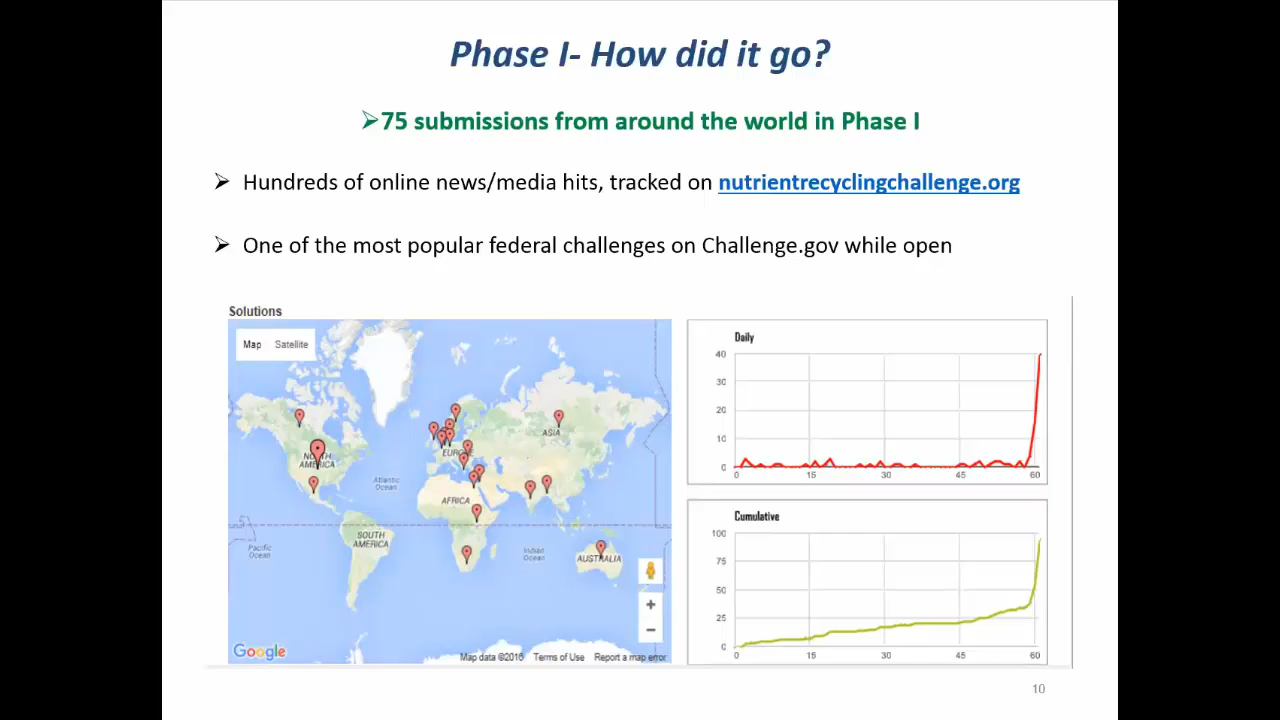 Phase I- How did it go?
➢75 submissions from around the world in Phase I
➢ Hundreds of online news/media hits, tracked on nutrientrecyclingchallenge.org
➢ One of the most popular federal challenges on Challenge.gov while open
Solutions
Map Satellite
NORTH
AMERICA
Atlantic
Ocean
EUROPE
ASIA
AFRICA
SOUTH
AMERICA
Pacific
Ocean
Indian
Ocean
AUSTRALIA
+
−
Google
Map data ©2016 Terms of Use Report a map error
Daily
40
30
20
10
0
0 15 30 45 60
Cumulative
100
75
50
25
0
0 15 30 45 60
10